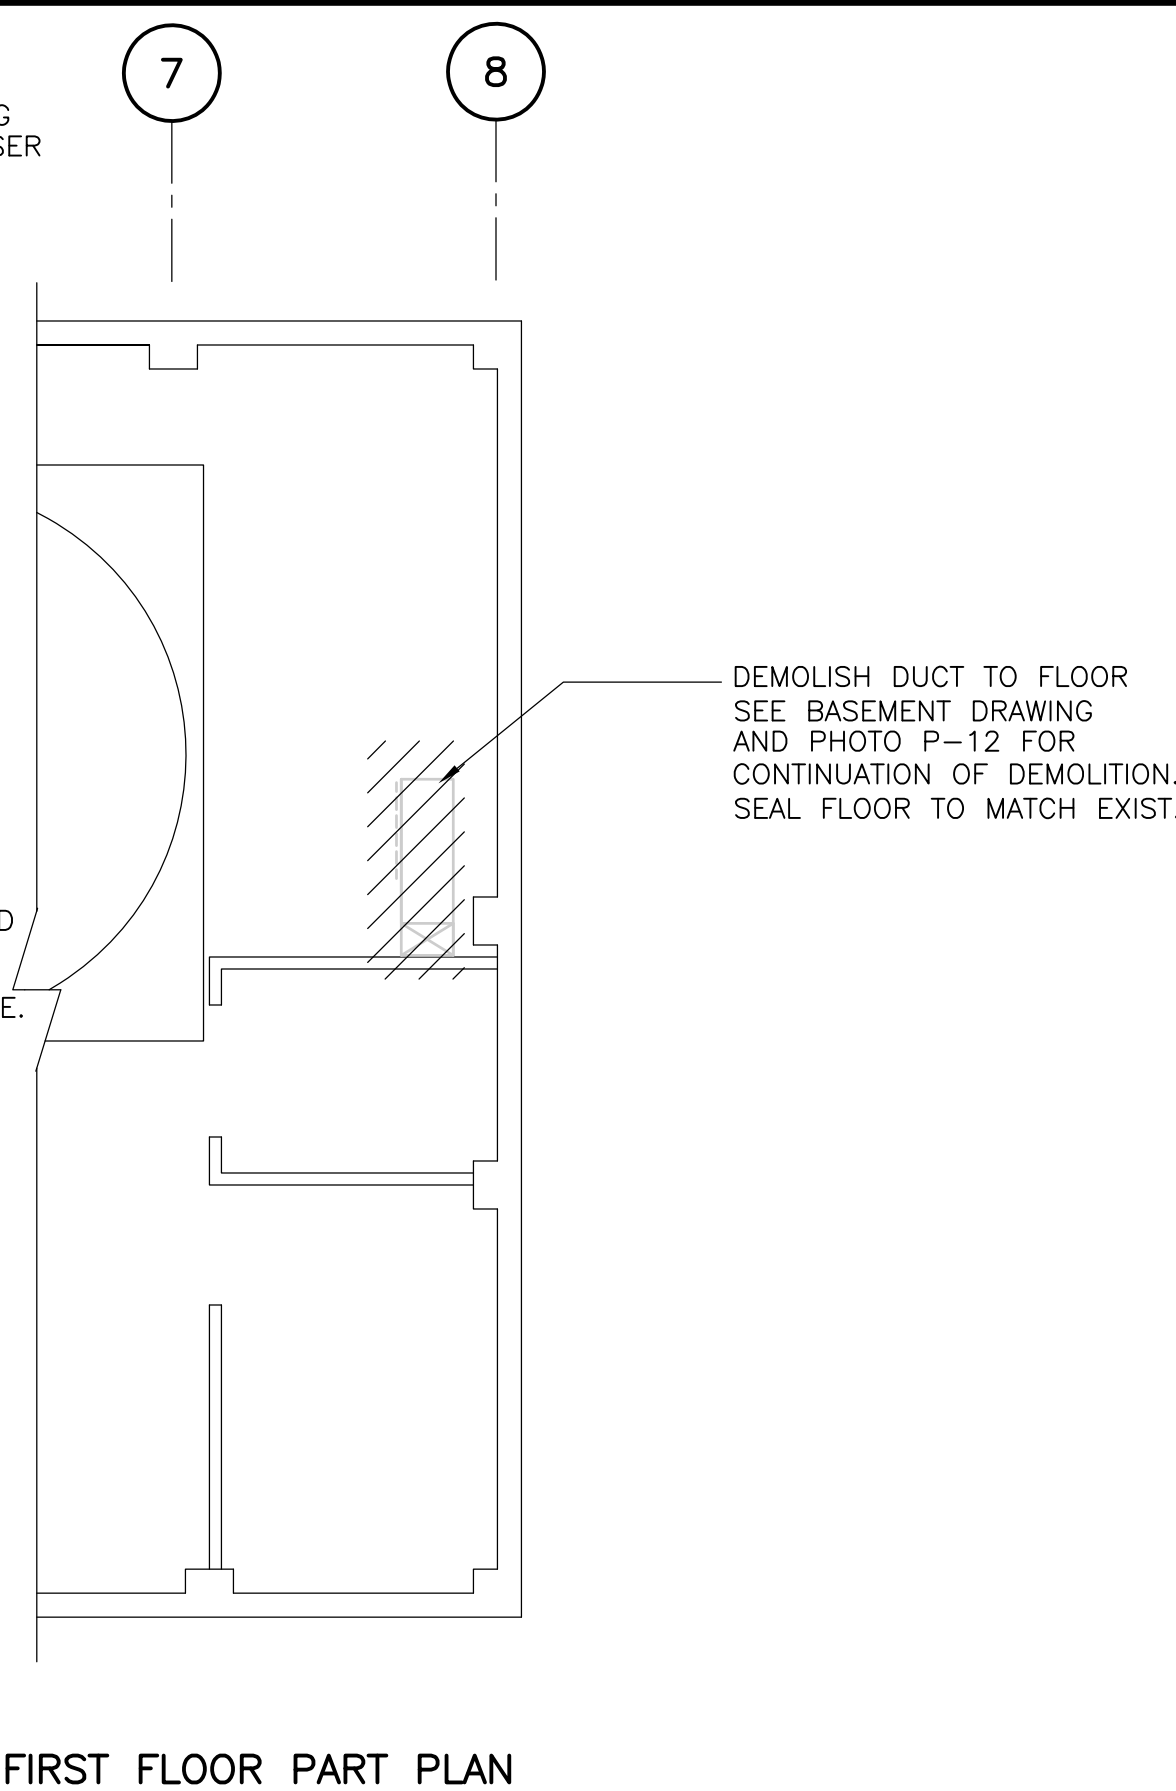 7
8
G
SER
DEMOLISH DUCT TO FLOOR
SEE BASEMENT DRAWING
AND PHOTO P-12 FOR
CONTINUATION OF DEMOLITION.
SEAL FLOOR TO MATCH EXIST.
D
E.
FIRST FLOOR PART PLAN